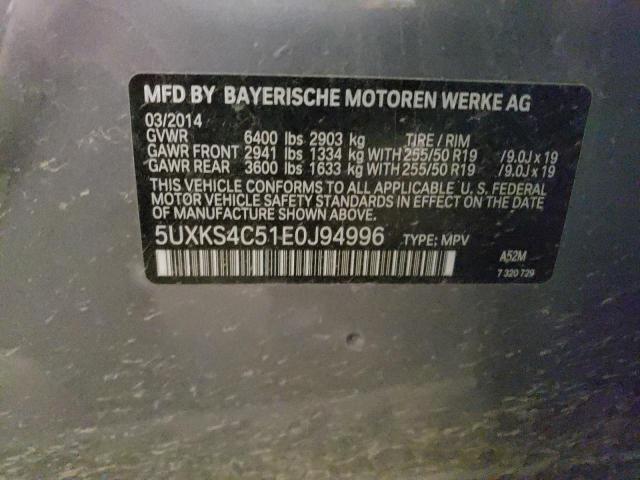 MFD BY BAYERISCHE MOTOREN WERKE AG
03/2014
GVWR 6400 lbs 2903 kg TIRE / RIM
GAWR FRONT 2941 lbs 1334 kg WITH 255/50 R19 /9.0J x 19
GAWR REAR 3600 lbs 1633 kg WITH 255/50 R19 /9.0J x 19
THIS VEHICLE CONFORMS TO ALL APPLICABLE U.S. FEDERAL
MOTOR VEHICLE SAFETY STANDARDS IN EFFECT ON THE
DATE OF MANUFACTURE SHOWN ABOVE.
5UXKS4C51E0J94996 TYPE: MPV
A52M
7 320 729